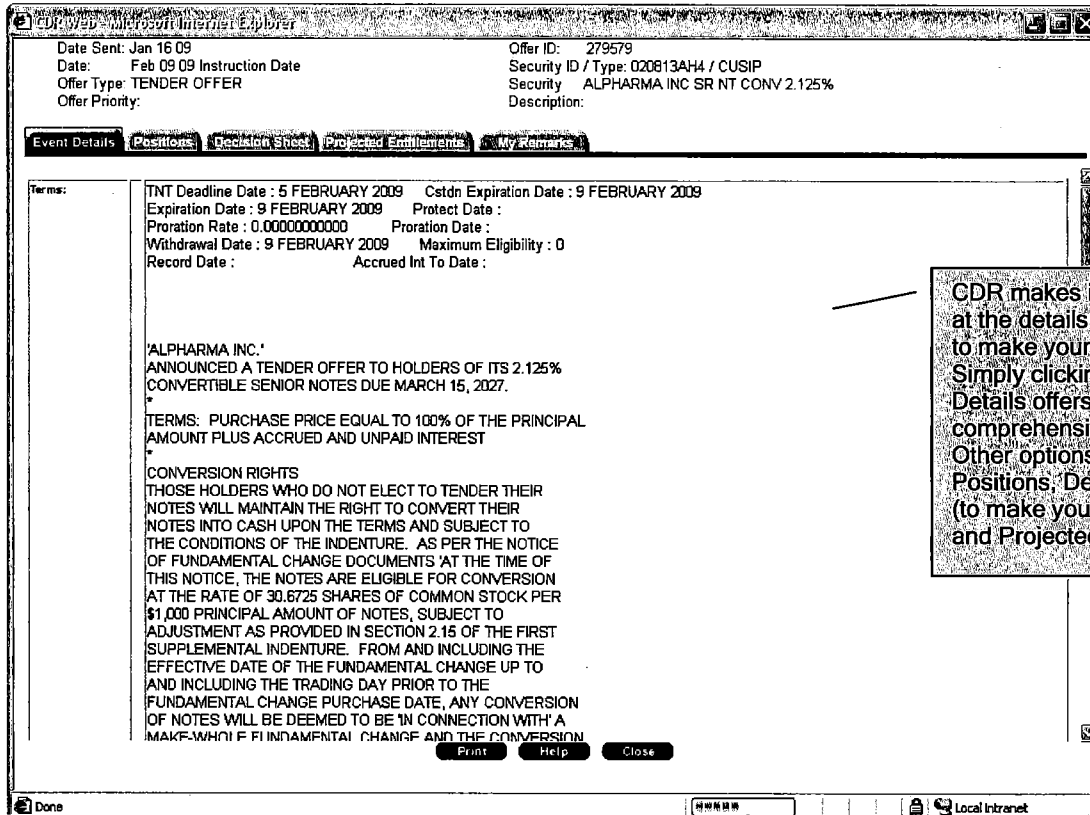 CDR Web - Microsoft Internet Explorer
Date Sent: Jan 16 09
Date: Feb 09 09 Instruction Date
Offer Type: TENDER OFFER
Offer Priority:
Offer ID: 279579
Security ID / Type: 020813AH4 / CUSIP
Security ALPHARMA INC SR NT CONV 2.125%
Description:
Event Details Positions Decision Sheet Projected Entitlements My Remarks
Terms:
TNT Deadline Date : 5 FEBRUARY 2009 Cstdn Expiration Date : 9 FEBRUARY 2009
Expiration Date : 9 FEBRUARY 2009 Protect Date :
Proration Rate : 0.00000000000 Proration Date :
Withdrawal Date : 9 FEBRUARY 2009 Maximum Eligibility : 0
Record Date : Accrued Int To Date :
'ALPHARMA INC.'
ANNOUNCED A TENDER OFFER TO HOLDERS OF ITS 2.125%
CONVERTIBLE SENIOR NOTES DUE MARCH 15, 2027.
*
TERMS: PURCHASE PRICE EQUAL TO 100% OF THE PRINCIPAL
AMOUNT PLUS ACCRUED AND UNPAID INTEREST
*
CONVERSION RIGHTS
THOSE HOLDERS WHO DO NOT ELECT TO TENDER THEIR
NOTES WILL MAINTAIN THE RIGHT TO CONVERT THEIR
NOTES INTO CASH UPON THE TERMS AND SUBJECT TO
THE CONDITIONS OF THE INDENTURE. AS PER THE NOTICE
OF FUNDAMENTAL CHANGE DOCUMENTS 'AT THE TIME OF
THIS NOTICE, THE NOTES ARE ELIGIBLE FOR CONVERSION
AT THE RATE OF 30.6725 SHARES OF COMMON STOCK PER
$1,000 PRINCIPAL AMOUNT OF NOTES, SUBJECT TO
ADJUSTMENT AS PROVIDED IN SECTION 2.15 OF THE FIRST
SUPPLEMENTAL INDENTURE. FROM AND INCLUDING THE
EFFECTIVE DATE OF THE FUNDAMENTAL CHANGE UP TO
AND INCLUDING THE TRADING DAY PRIOR TO THE
FUNDAMENTAL CHANGE PURCHASE DATE, ANY CONVERSION
OF NOTES WILL BE DEEMED TO BE 'IN CONNECTION WITH' A
MAKE-WHOLE FUNDAMENTAL CHANGE AND THE CONVERSION
CDR makes
at the details
to make your
Simply clickin
Details offers
comprehensi
Other options
Positions, De
(to make you
and Projected
Print Help Close
Done
Local intranet